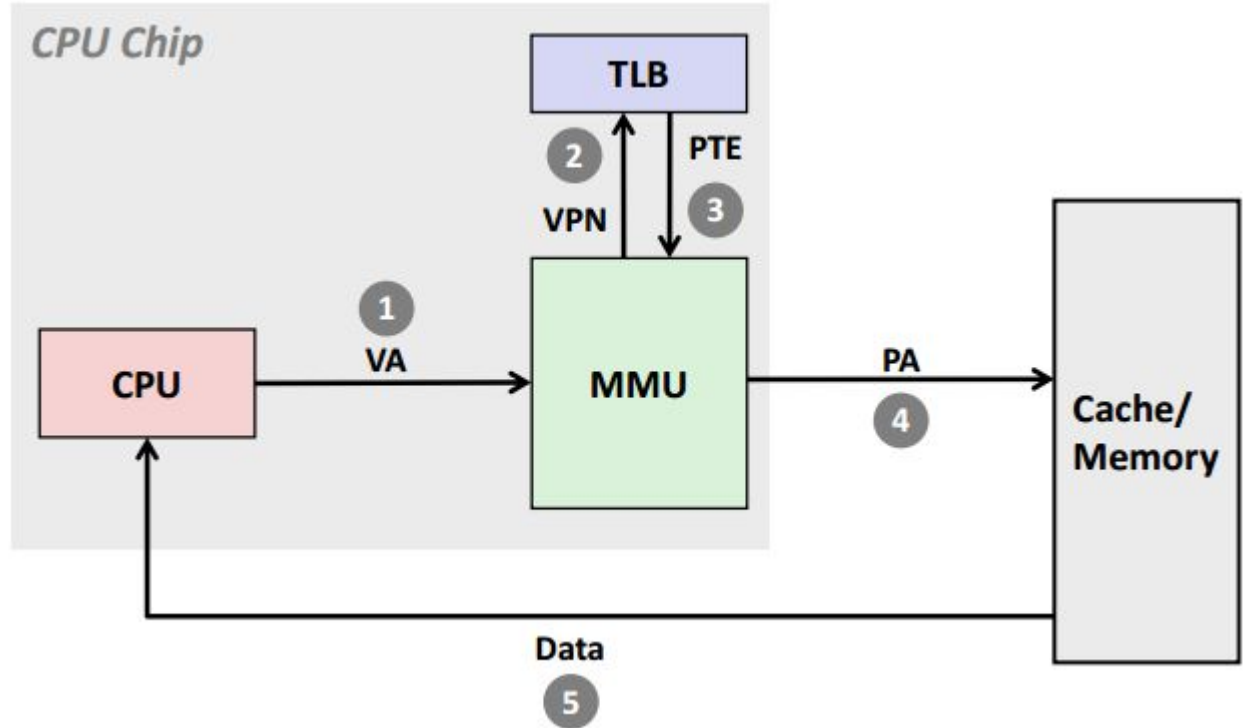 CPU Chip
TLB
2
PTE
VPN
3
1
VA
CPU
MMU
PA
4
Cache/
Memory
Data
5